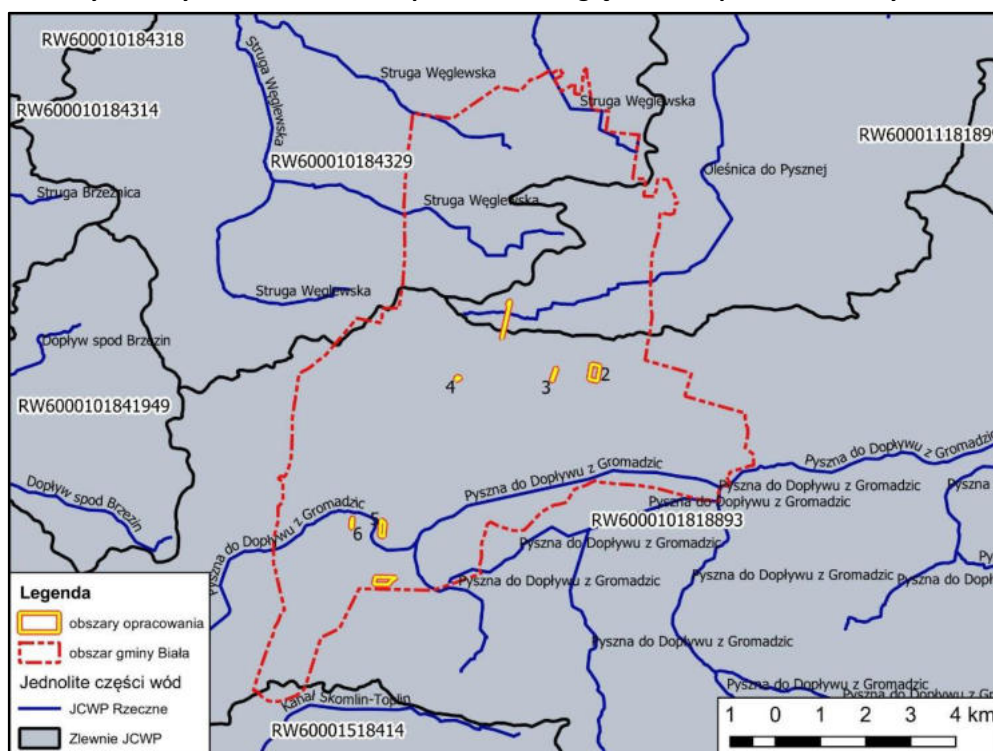 RW600010184318
Struga Węglewska
Struga Węglewska
Struga Węglewska
RW600010184314
RW600010184329
Oleśnica do Pysznej
Struga Brzeźnica
Struga Węglewska
Struga Węglewska
Dopływ spod Brzezin
4
3
2
RW6000101841949
Dopływ spod Brzezin
Pyszna do Dopływu z Gromadzic
Pyszna do Dopływu z Gromadzic
Pyszna do Dopływu z Gromadzic
Pyszna do Dopływu z Gromadzic
Pyszna do Dopływu z Gromadzic
5
6
RW6000101818893
Pyszna do Dopływu z Gromadzic
Pyszna do Dopływu z Gromadzic
Pyszna do Dopływu z Gromadzic
Pyszna do Dopływu z Gromadzic
Pyszna do Dopływu z Gromadzic
Kanał Skomlin-Toplin
RW60001518414
Legenda
obszary opracowania
obszar gminy Biała
Jednolite części wód
JCWP Rzeczne
Zlewnie JCWP
1 0 1 2 3 4 km